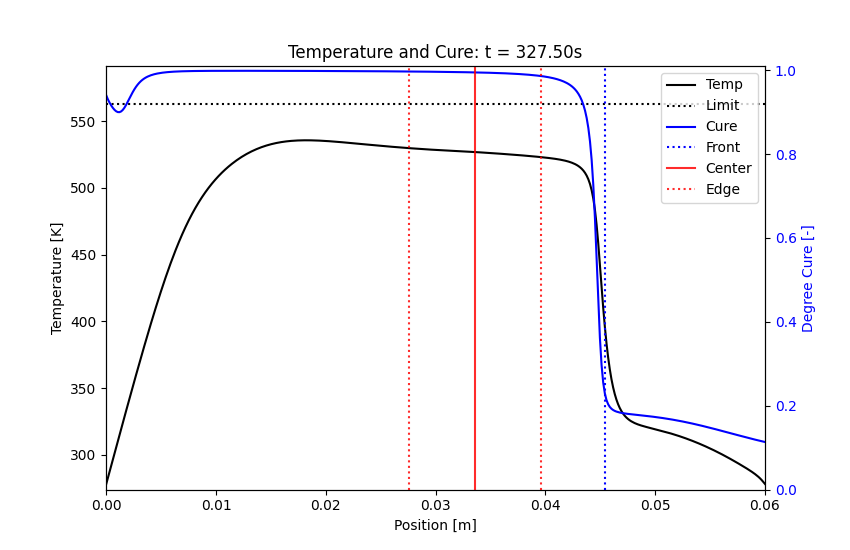 Temperature and Cure: t = 327.50s
Temp
Limit
Cure
Front
Center
Edge
550
500
450
400
350
300
Temperature [K]
1.0
0.8
0.6
0.4
0.2
0.0
Degree Cure [-]
0.00
0.01
0.02
0.03
0.04
0.05
0.06
Position [m]